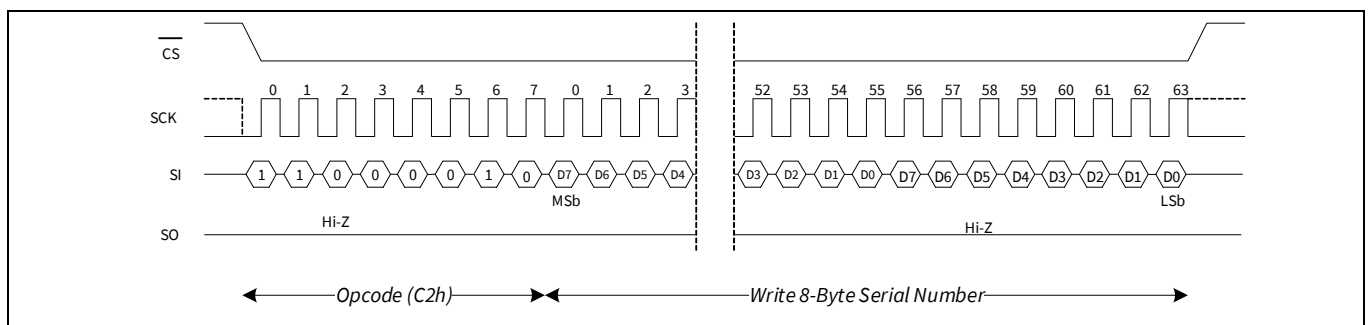 CS
0 1 2 3 4 5 6 7 0 1 2 3 52 53 54 55 56 57 58 59 60 61 62 63
SCK
SI 1 1 0 0 0 0 1 0 D7 D6 D5 D4 D3 D2 D1 D0 D7 D6 D5 D4 D3 D2 D1 D0
MSb LSb
Hi-Z Hi-Z
SO
Opcode (C2h) Write 8-Byte Serial Number